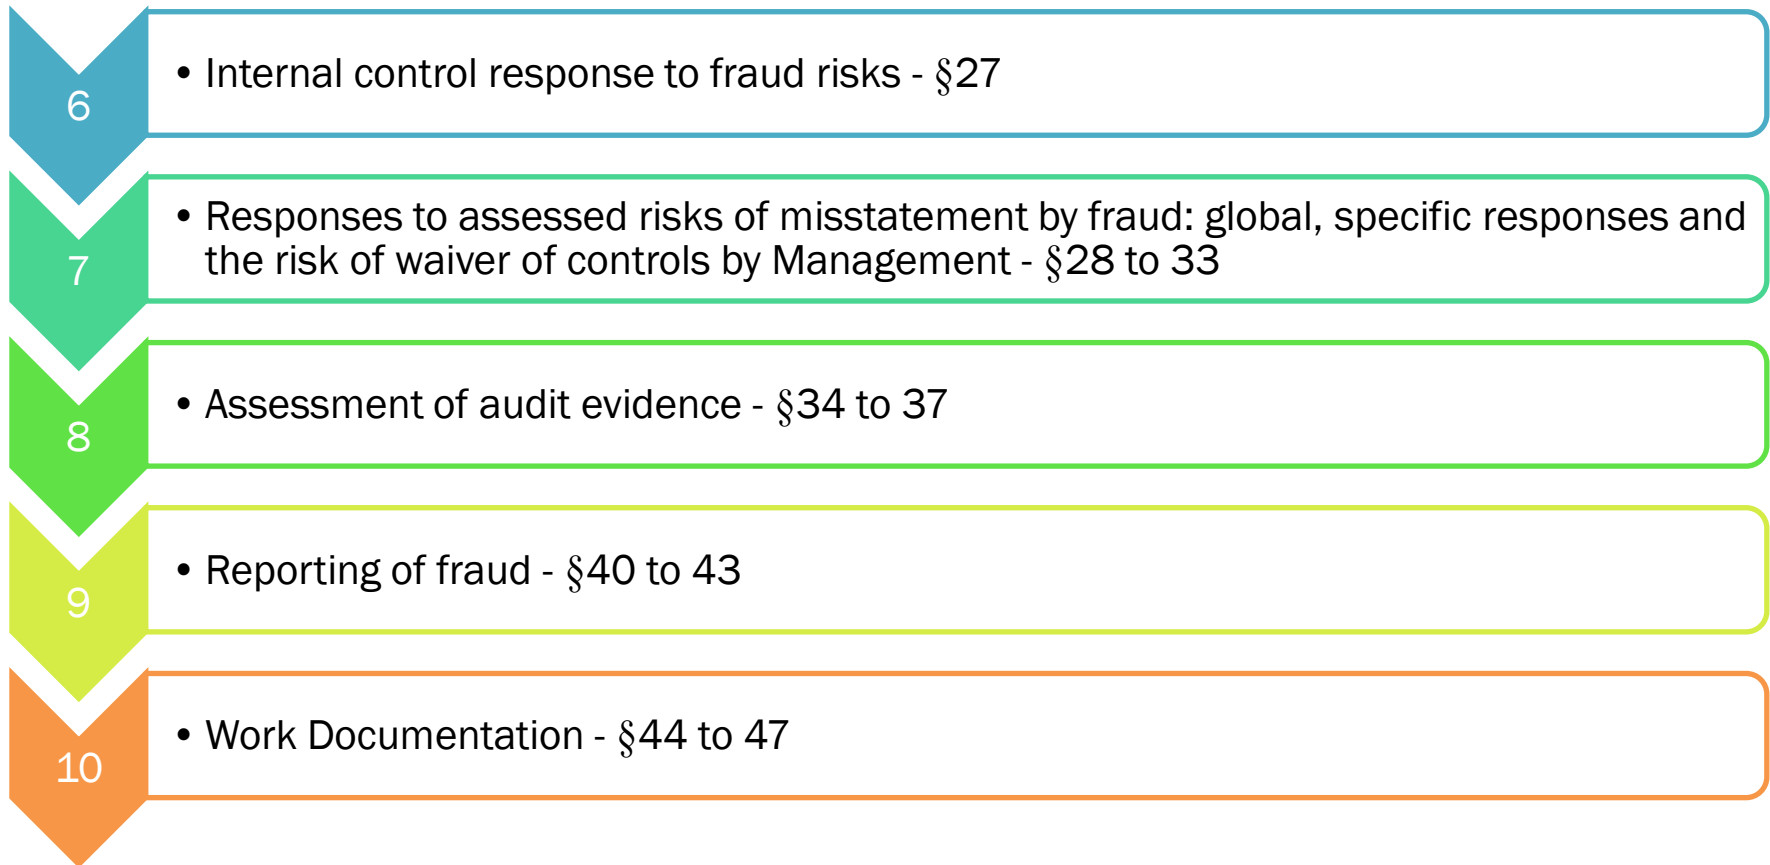 6
• Internal control response to fraud risks - §27
7
• Responses to assessed risks of misstatement by fraud: global, specific responses and
the risk of waiver of controls by Management - §28 to 33
8
• Assessment of audit evidence - §34 to 37
9
• Reporting of fraud - §40 to 43
10
• Work Documentation - §44 to 47